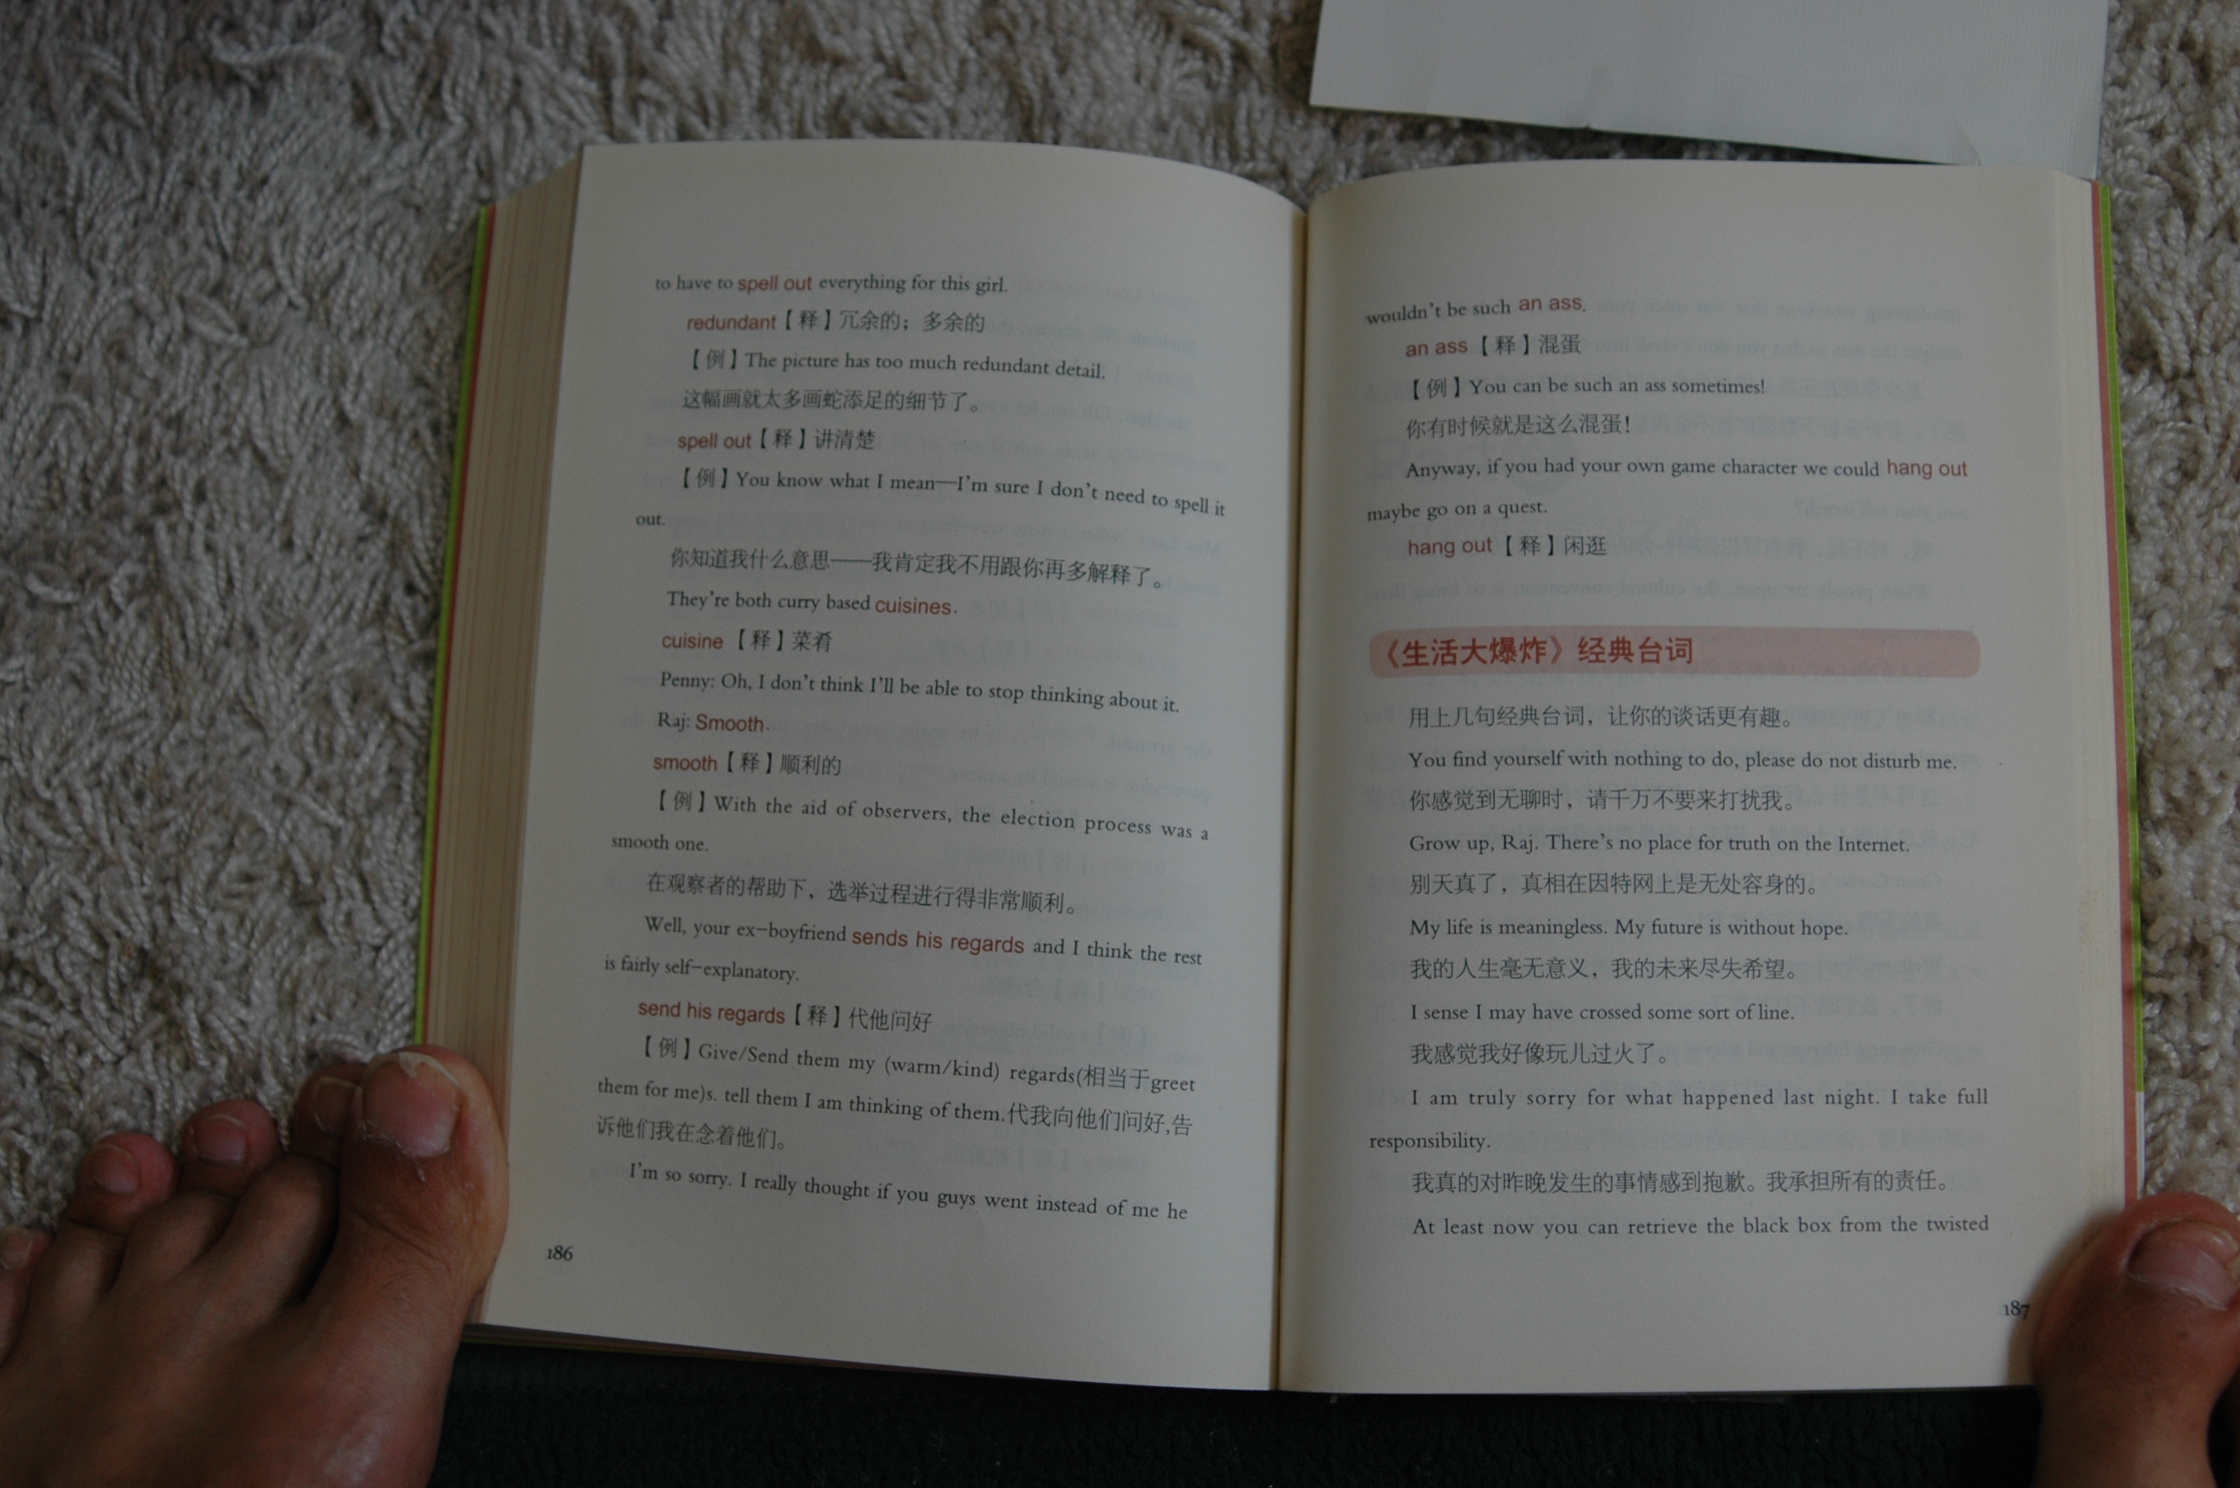 to have to spell out everything for this girl.
redundant【释】冗余的；多余的
【例】The picture has too much redundant detail.
这幅画就太多画蛇添足的细节了。
spell out【释】讲清楚
【例】You know what I mean—I'm sure I don't need to spell it
out.
你知道我什么意思——我肯定我不用跟你再多解释了。
They're both curry based cuisines.
cuisine【释】菜肴
Penny: Oh, I don't think I'll be able to stop thinking about it.
Raj: Smooth.
smooth【释】顺利的
【例】With the aid of observers, the election process was a
smooth one.
在观察者的帮助下，选举过程进行得非常顺利。
Well, your ex-boyfriend sends his regards and I think the rest
is fairly self-explanatory.
send his regards【释】代他问好
【例】Give/Send them my (warm/kind) regards(相当于greet
them for me)s. tell them I am thinking of them.代我向他们问好,告
诉他们我在念着他们。
I'm so sorry. I really thought if you guys went instead of me he
186
wouldn't be such an ass.
an ass【释】混蛋
【例】You can be such an ass sometimes!
你有时候就是这么混蛋！
Anyway, if you had your own game character we could hang out
maybe go on a quest.
hang out【释】闲逛
《生活大爆炸》经典台词
用上几句经典台词，让你的谈话更有趣。
You find yourself with nothing to do, please do not disturb me.
你感觉到无聊时，请千万不要来打扰我。
Grow up, Raj. There's no place for truth on the Internet.
别天真了，真相在因特网上是无处容身的。
My life is meaningless. My future is without hope.
我的人生毫无意义，我的未来尽失希望。
I sense I may have crossed some sort of line.
我感觉我好像玩儿过火了。
I am truly sorry for what happened last night. I take full
responsibility.
我真的对昨晚发生的事情感到抱歉。我承担所有的责任。
At least now you can retrieve the black box from the twisted
187